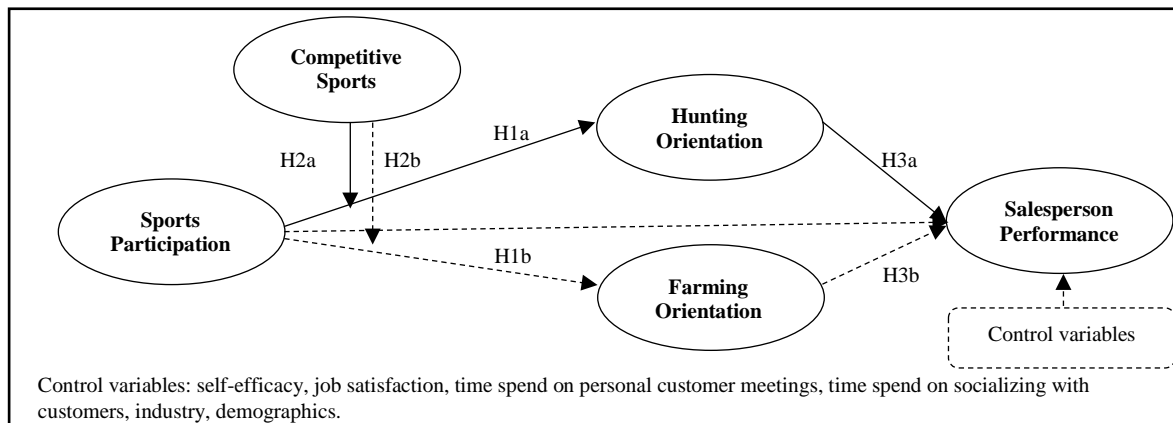 Competitive
Sports
Hunting
Orientation
H1a
H3a
H2a
H2b
Sports
Participation
Salesperson
Performance
H1b
H3b
Farming
Orientation
Control variables
Control variables: self-efficacy, job satisfaction, time spend on personal customer meetings, time spend on socializing with
customers, industry, demographics.